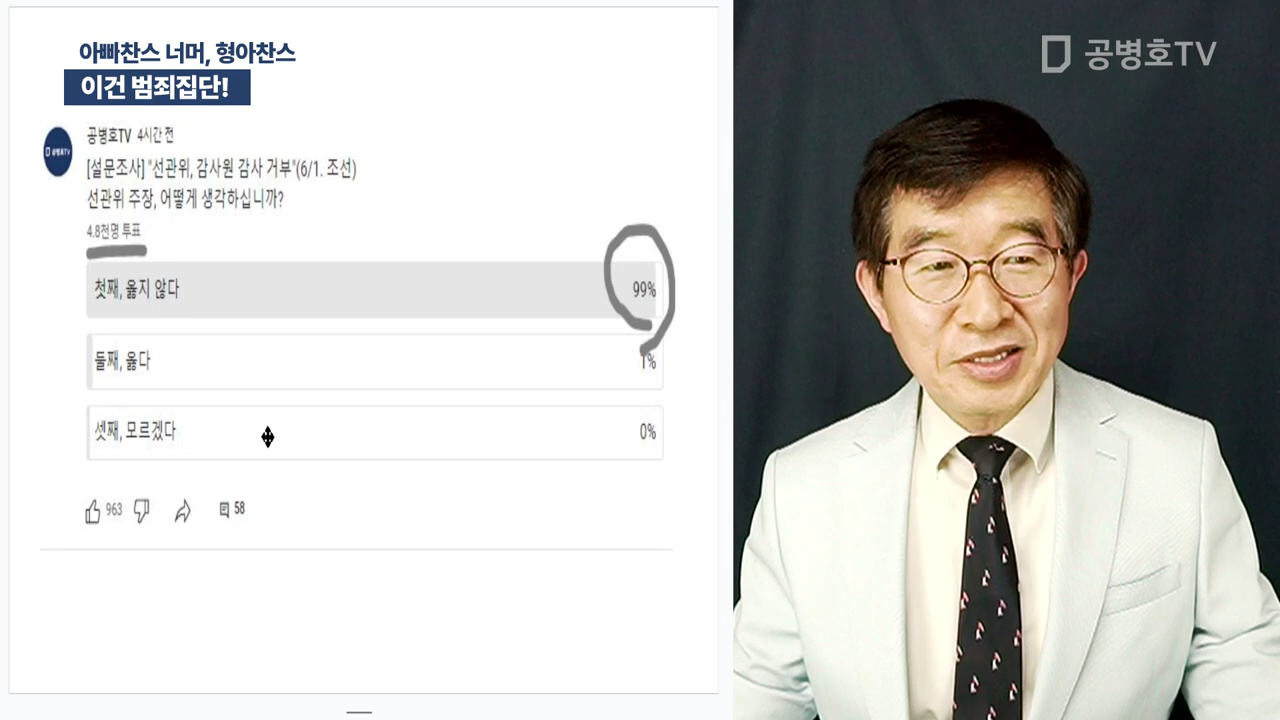 아빠찬스 너머, 형아찬스
이건 범죄집단!
공병호TV
공병호TV 4시간 전
공병호TV
[설문조사] "선관위, 감사원 감사 거부"(6/1. 조선)
선관위 주장, 어떻게 생각하십니까?
4.8천명 투표
첫째, 옳지 않다 99%
둘째, 옳다 1%
셋째, 모르겠다 0%
963 58